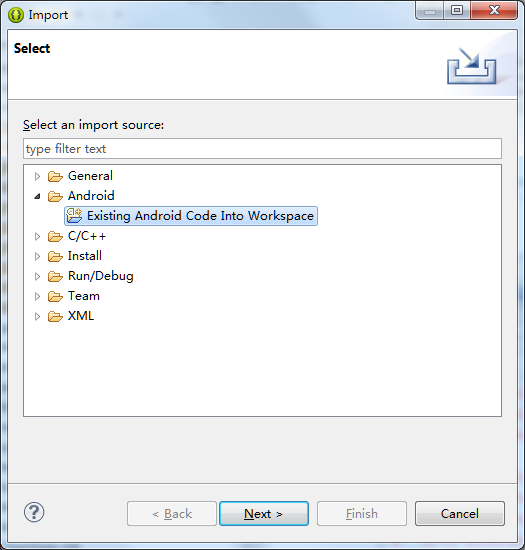 Import
Select
Select an import source:
type filter text
General
Android
Existing Android Code Into Workspace
C/C++
Install
Run/Debug
Team
XML
?
< Back
Next >
Finish
Cancel